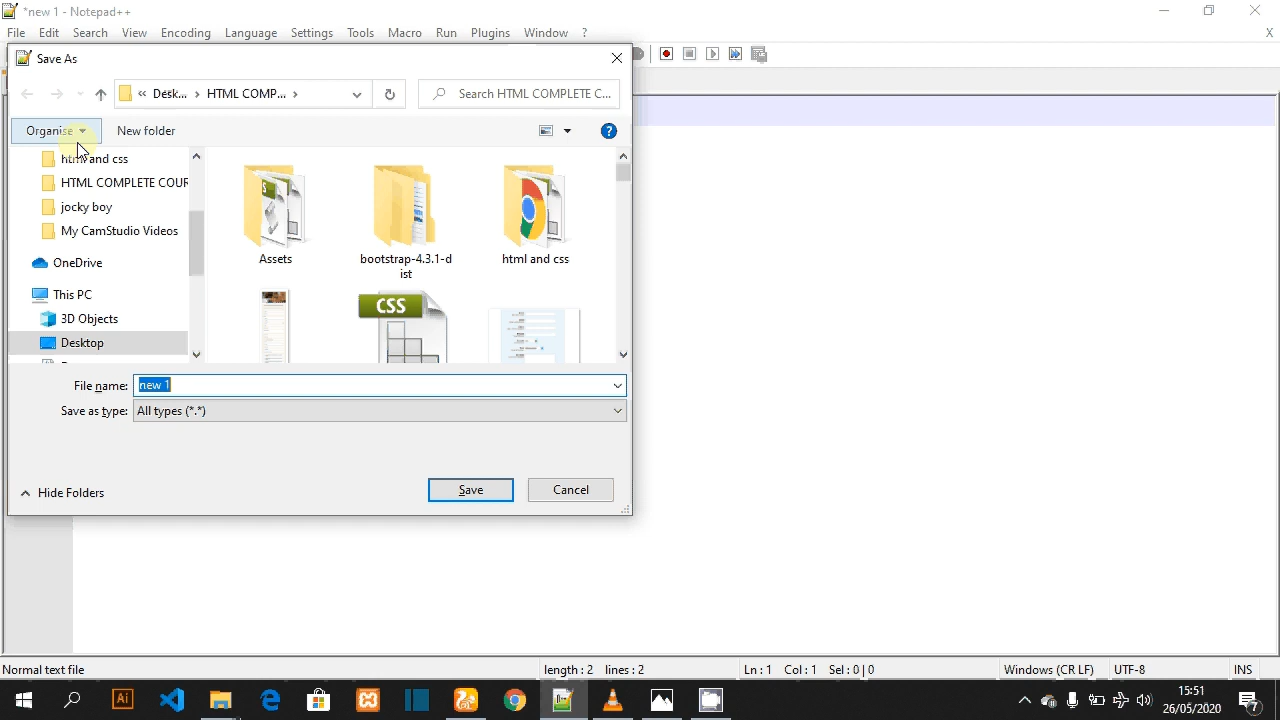 *new 1 - Notepad++
File Edit Search View Encoding Language Settings Tools Macro Run Plugins Window ? X
Save As
« Desk... › HTML COMP... ›
Search HTML COMPLETE C...
Organise
New folder
html and css
HTML COMPLETE COUR
jocky boy
My CamStudio Videos
OneDrive
This PC
3D Objects
Desktop
Assets
bootstrap-4.3.1-d
ist
html and css
CSS
File name: new 1
Save as type: All types (*.*)
Hide Folders
Save
Cancel
Normal text file
length : 2 lines : 2
Ln : 1 Col : 1 Sel : 0 | 0
Windows (CR LF)
UTF-8
INS
Ai
15:51
26/05/2020
7